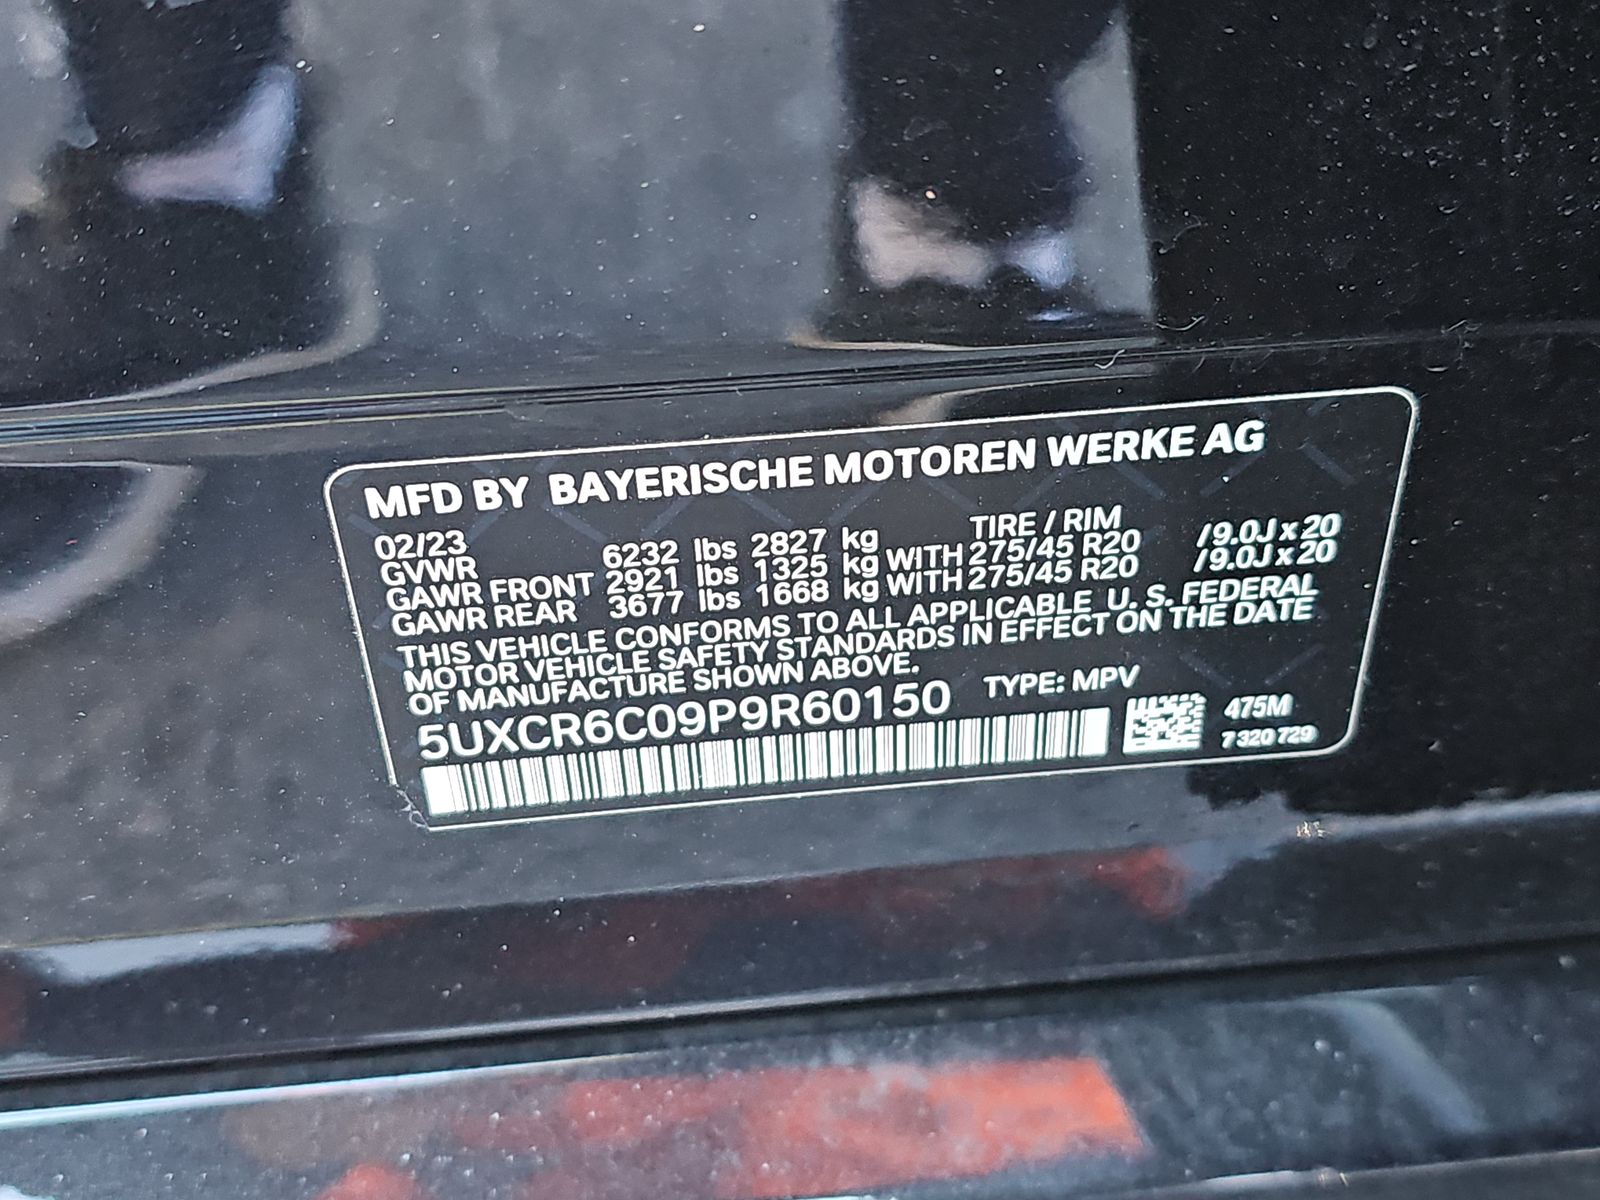 MFD BY BAYERISCHE MOTOREN WERKE AG
02/23 TIRE / RIM
GVWR 6232 lbs 2827 kg
GAWR FRONT 2921 lbs 1325 kg WITH 275/45 R20 /9.0J x 20
GAWR REAR 3677 lbs 1668 kg WITH 275/45 R20 /9.0J x 20
THIS VEHICLE CONFORMS TO ALL APPLICABLE U. S. FEDERAL
MOTOR VEHICLE SAFETY STANDARDS IN EFFECT ON THE DATE
OF MANUFACTURE SHOWN ABOVE.
5UXCR6C09P9R60150 TYPE: MPV
475M
7 320 729